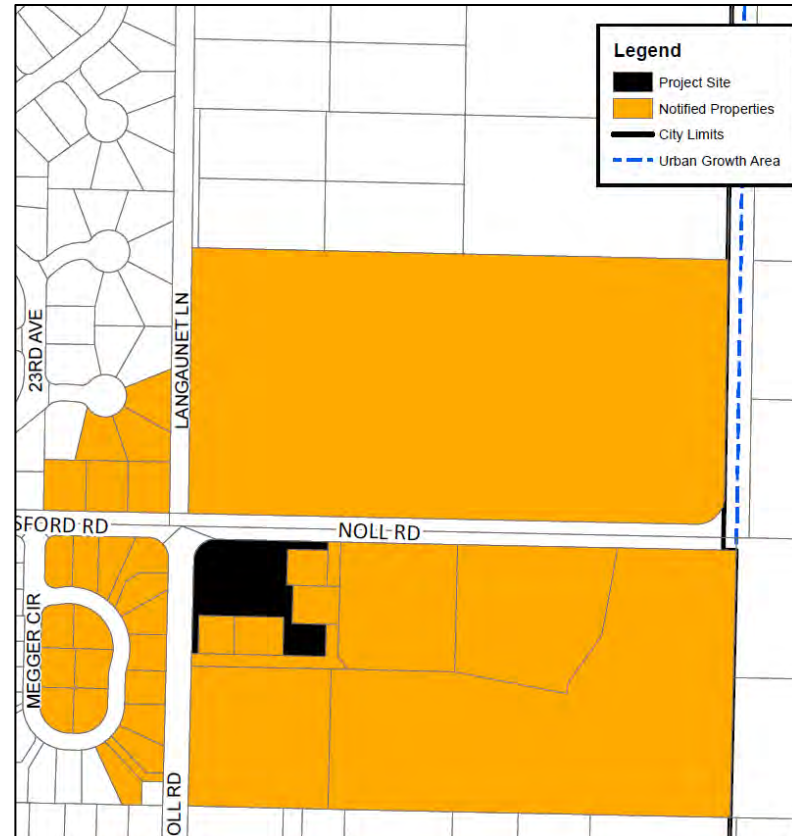 Legend
Project Site
Notified Properties
City Limits
Urban Growth Area
23RD AVE
LANGAUNET LN
SFORD RD
NOLL RD
MEGGER CIR
OLL RD